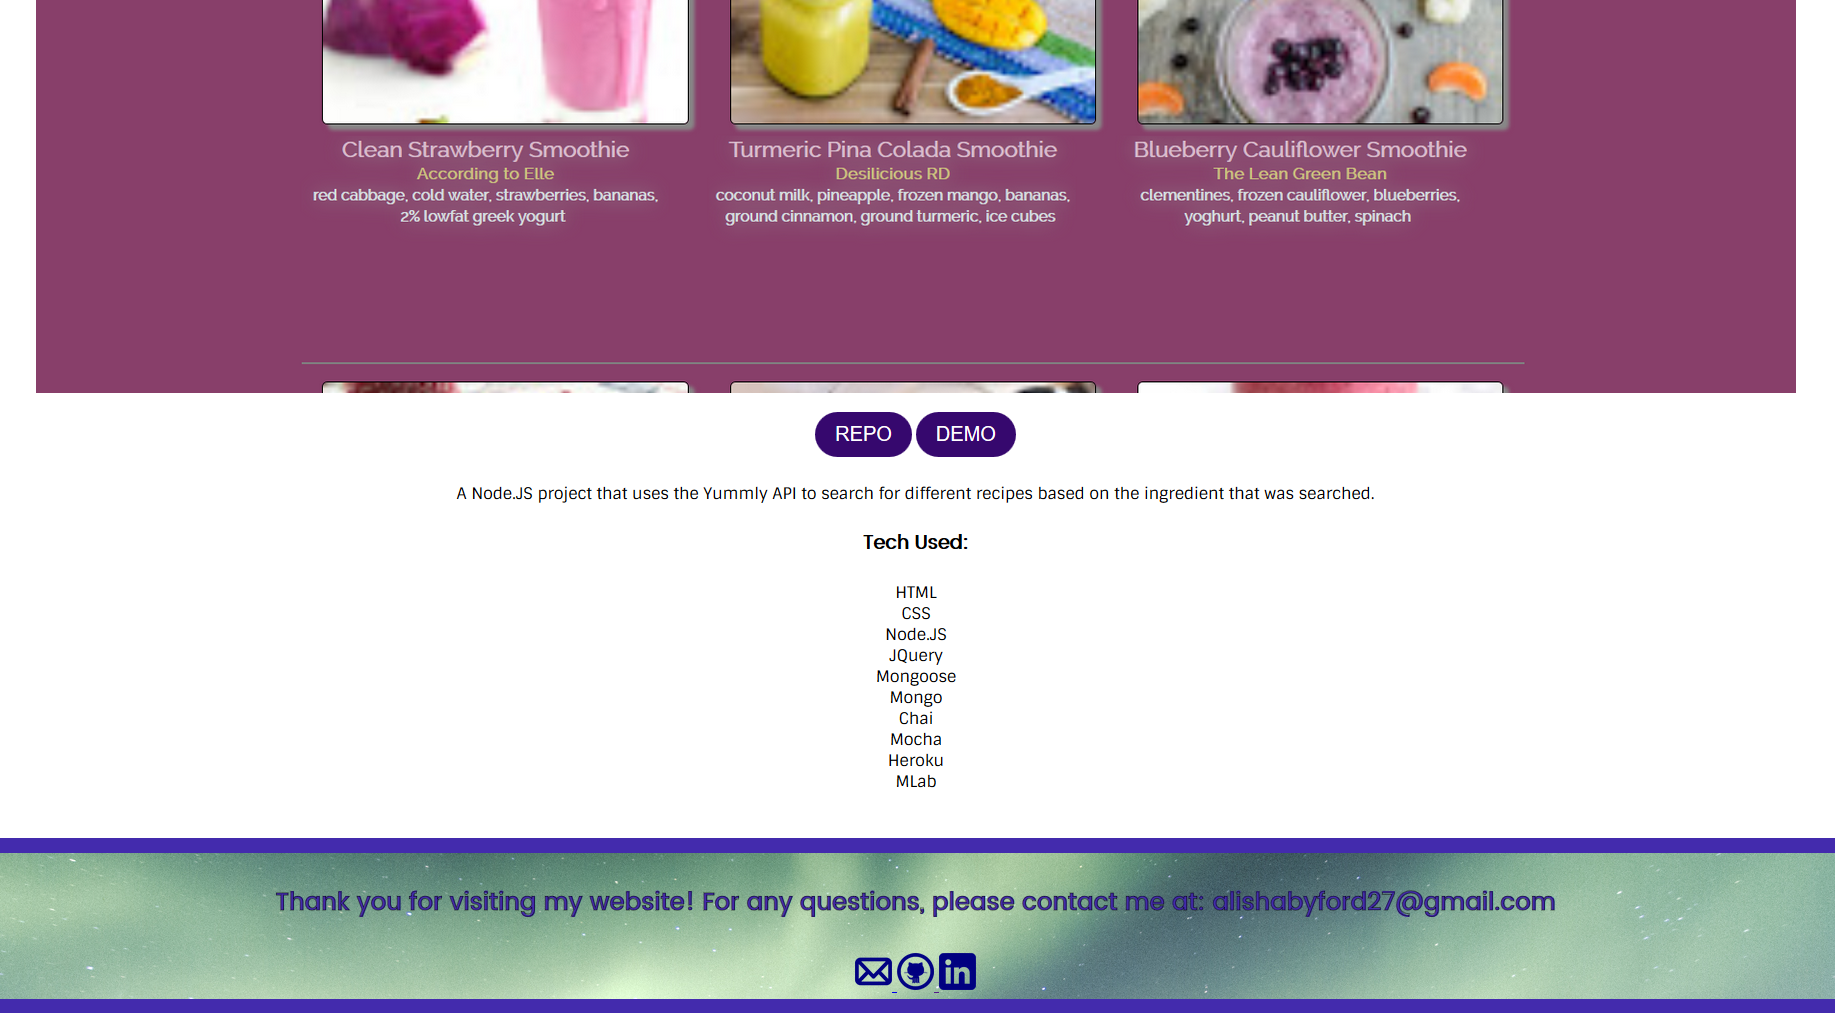 Clean Strawberry Smoothie
According to Elle
red cabbage, cold water, strawberries, bananas,
2% lowfat greek yogurt
Turmeric Pina Colada Smoothie
Desilicious RD
coconut milk, pineapple, frozen mango, bananas,
ground cinnamon, ground turmeric, ice cubes
Blueberry Cauliflower Smoothie
The Lean Green Bean
clementines, frozen cauliflower, blueberries,
yoghurt, peanut butter, spinach
REPO DEMO
A Node.JS project that uses the Yummly API to search for different recipes based on the ingredient that was searched.
Tech Used:
HTML
CSS
Node.JS
JQuery
Mongoose
Mongo
Chai
Mocha
Heroku
MLab
Thank you for visiting my website! For any questions, please contact me at: alishabyford27@gmail.com
in